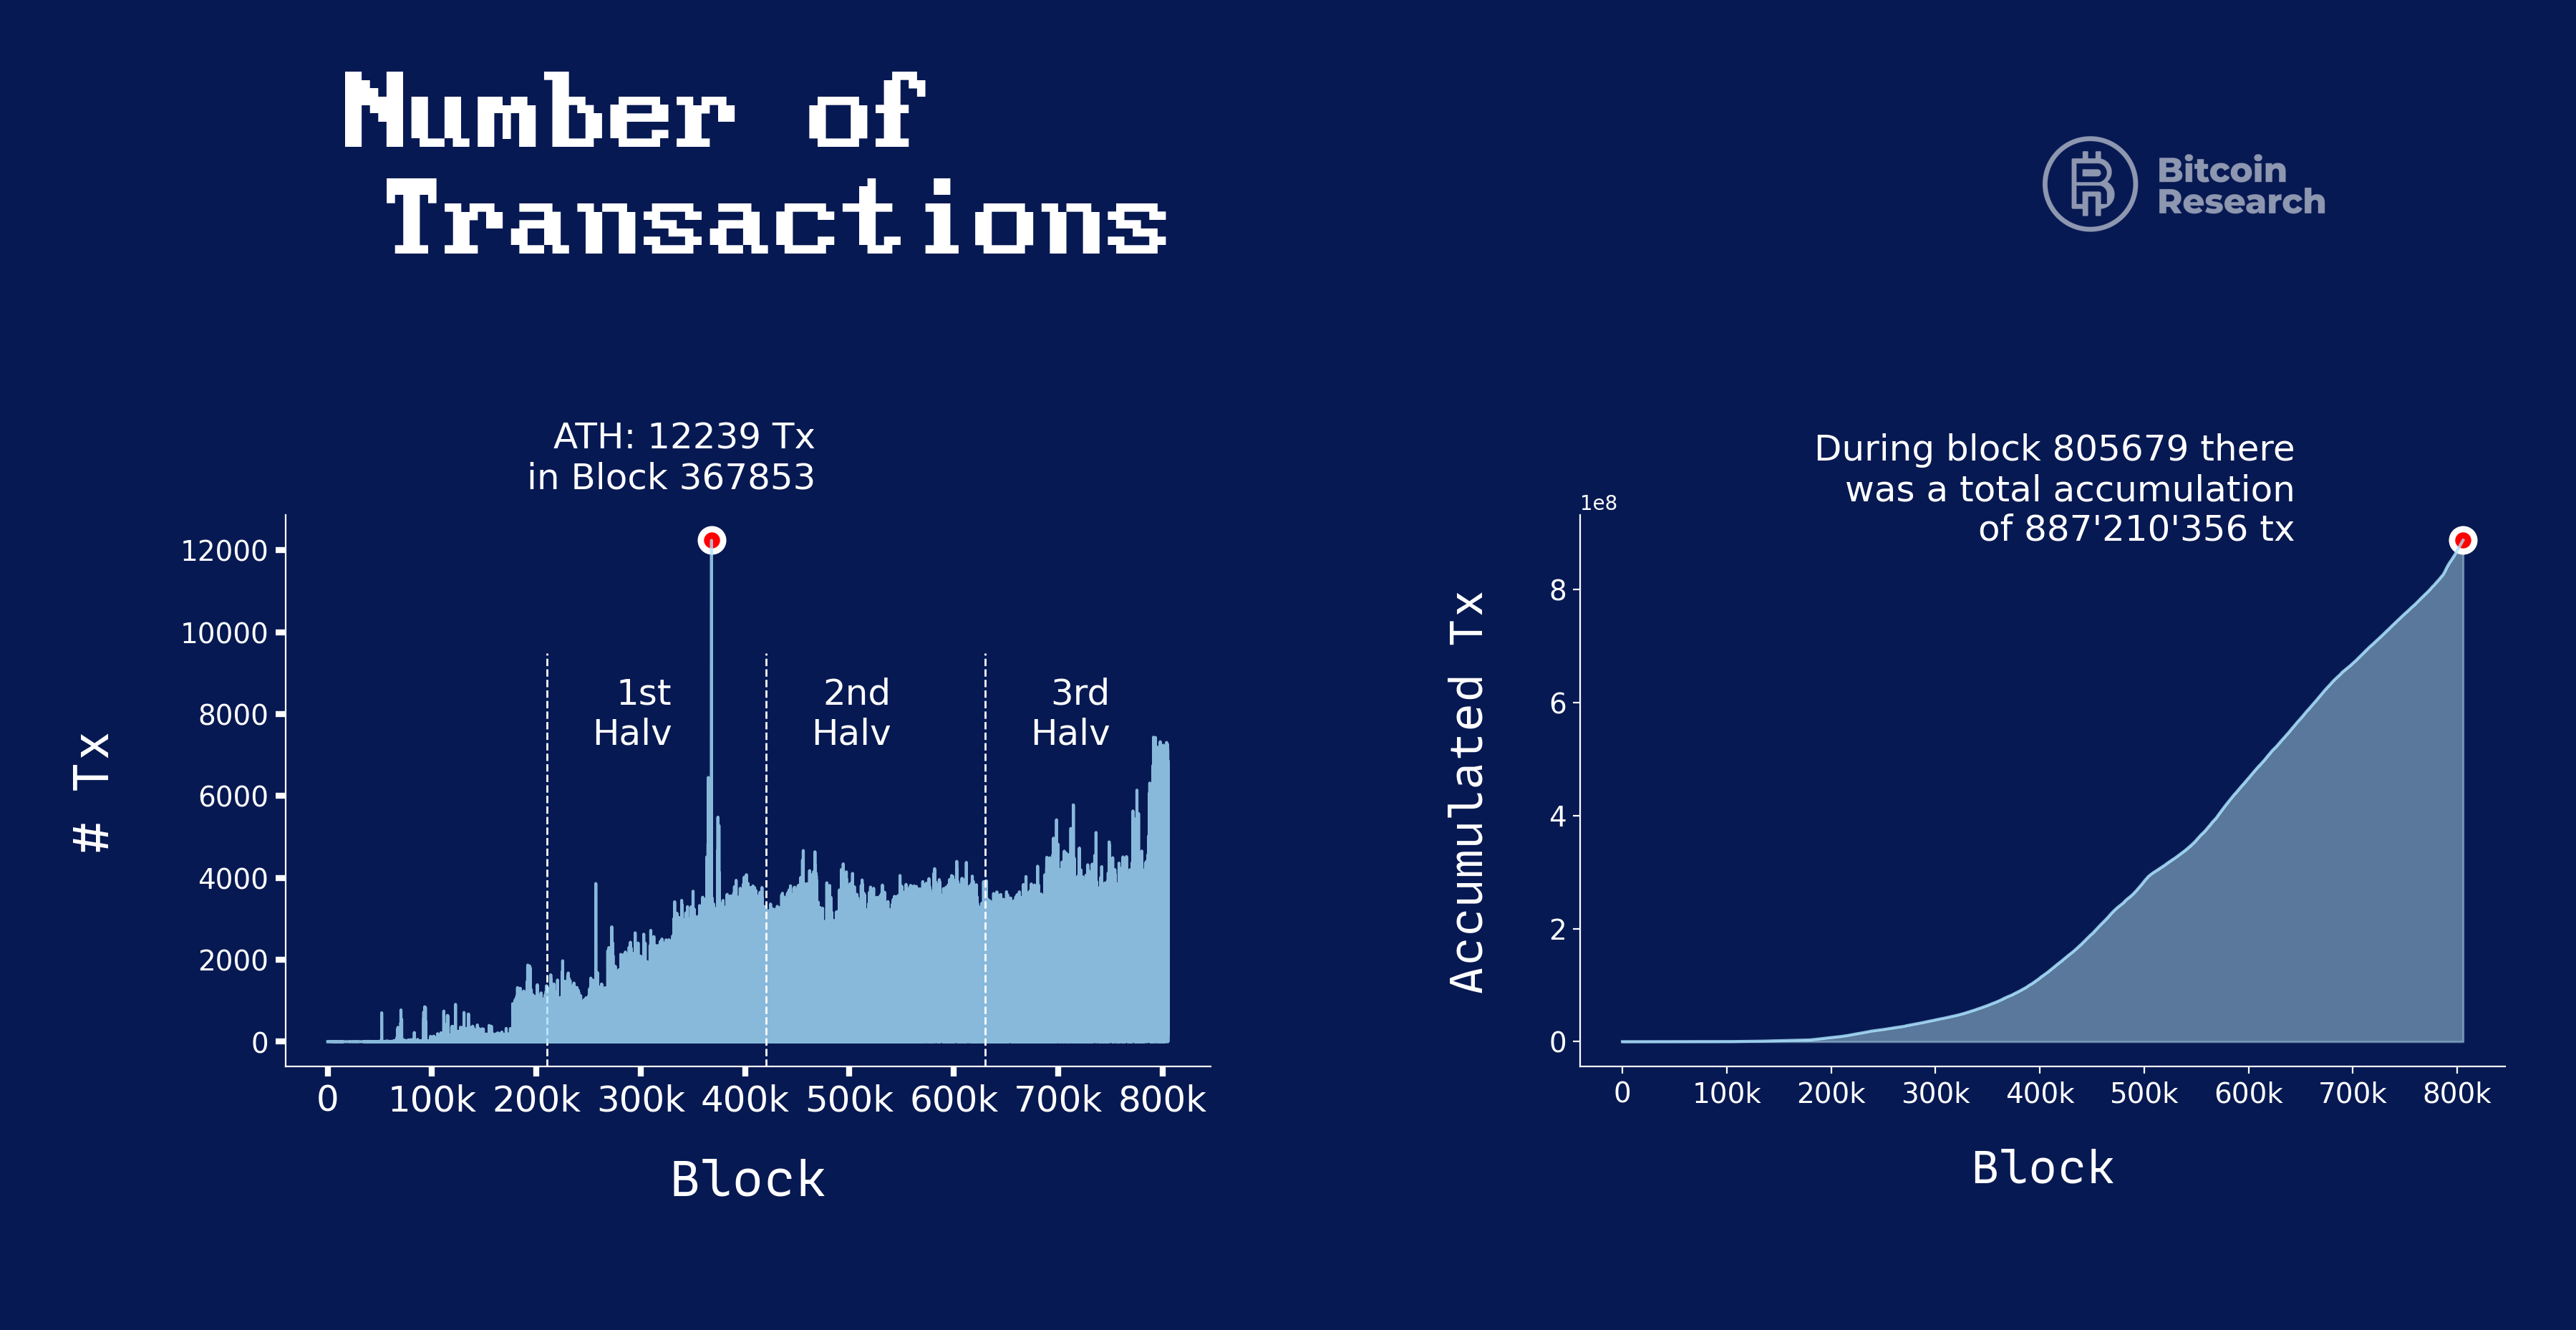 Number of
Transactions
Bitcoin
Research
ATH: 12239 Tx
in Block 367853
12000
10000
8000
6000
4000
2000
0
# Tx
1st
Halv
2nd
Halv
3rd
Halv
0 100k 200k 300k 400k 500k 600k 700k 800k
Block
During block 805679 there
was a total accumulation
of 887'210'356 tx
1e8
8
6
4
2
0
Accumulated Tx
0 100k 200k 300k 400k 500k 600k 700k 800k
Block